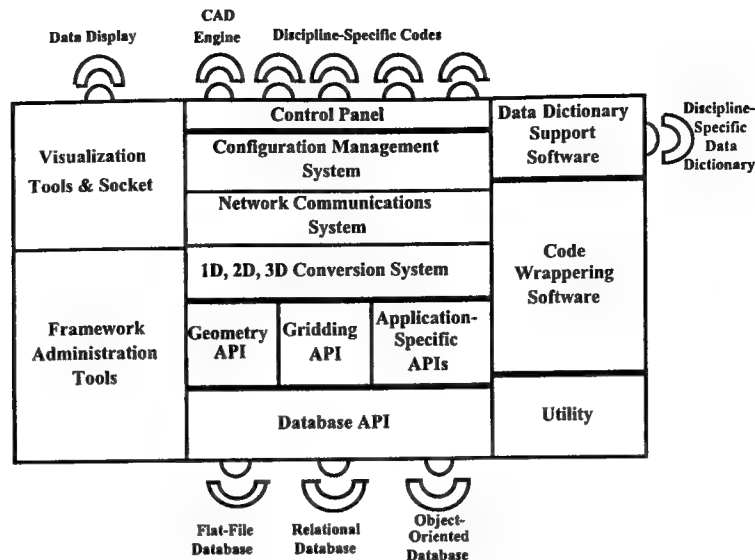 Data Display
CAD
Engine
Discipline-Specific Codes
Visualization
Tools & Socket
Framework
Administration
Tools
Control Panel
Configuration Management
System
Network Communications
System
1D, 2D, 3D Conversion System
Geometry
API
Gridding
API
Application-
Specific
APIs
Database API
Data Dictionary
Support
Software
Code
Wrappering
Software
Utility
Discipline-
Specific
Data
Dictionary
Flat-File
Database
Relational
Database
Object-
Oriented
Database